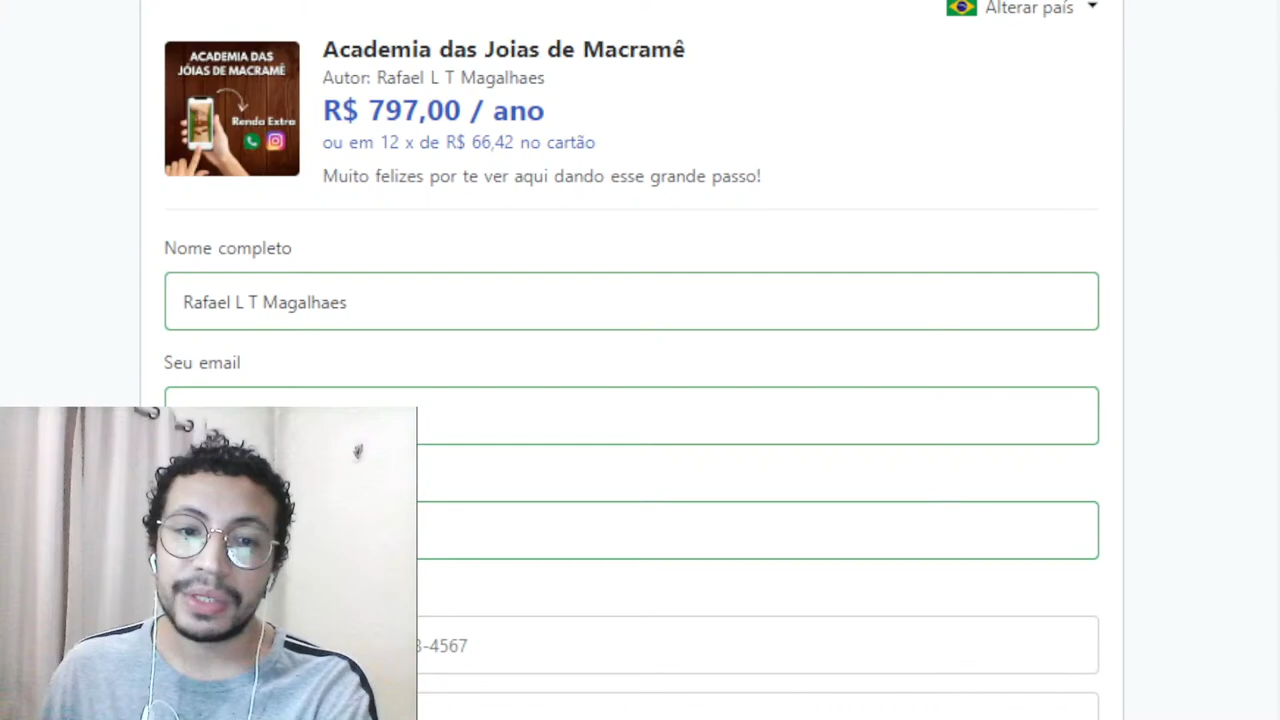 Alterar país
ACADEMIA DAS
JÓIAS DE MACRAMÊ
Renda Extra
Academia das Joias de Macramê
Autor: Rafael L T Magalhaes
R$ 797,00 / ano
ou em 12 x de R$ 66,42 no cartão
Muito felizes por te ver aqui dando esse grande passo!
Nome completo
Rafael L T Magalhaes
Seu email
-4567